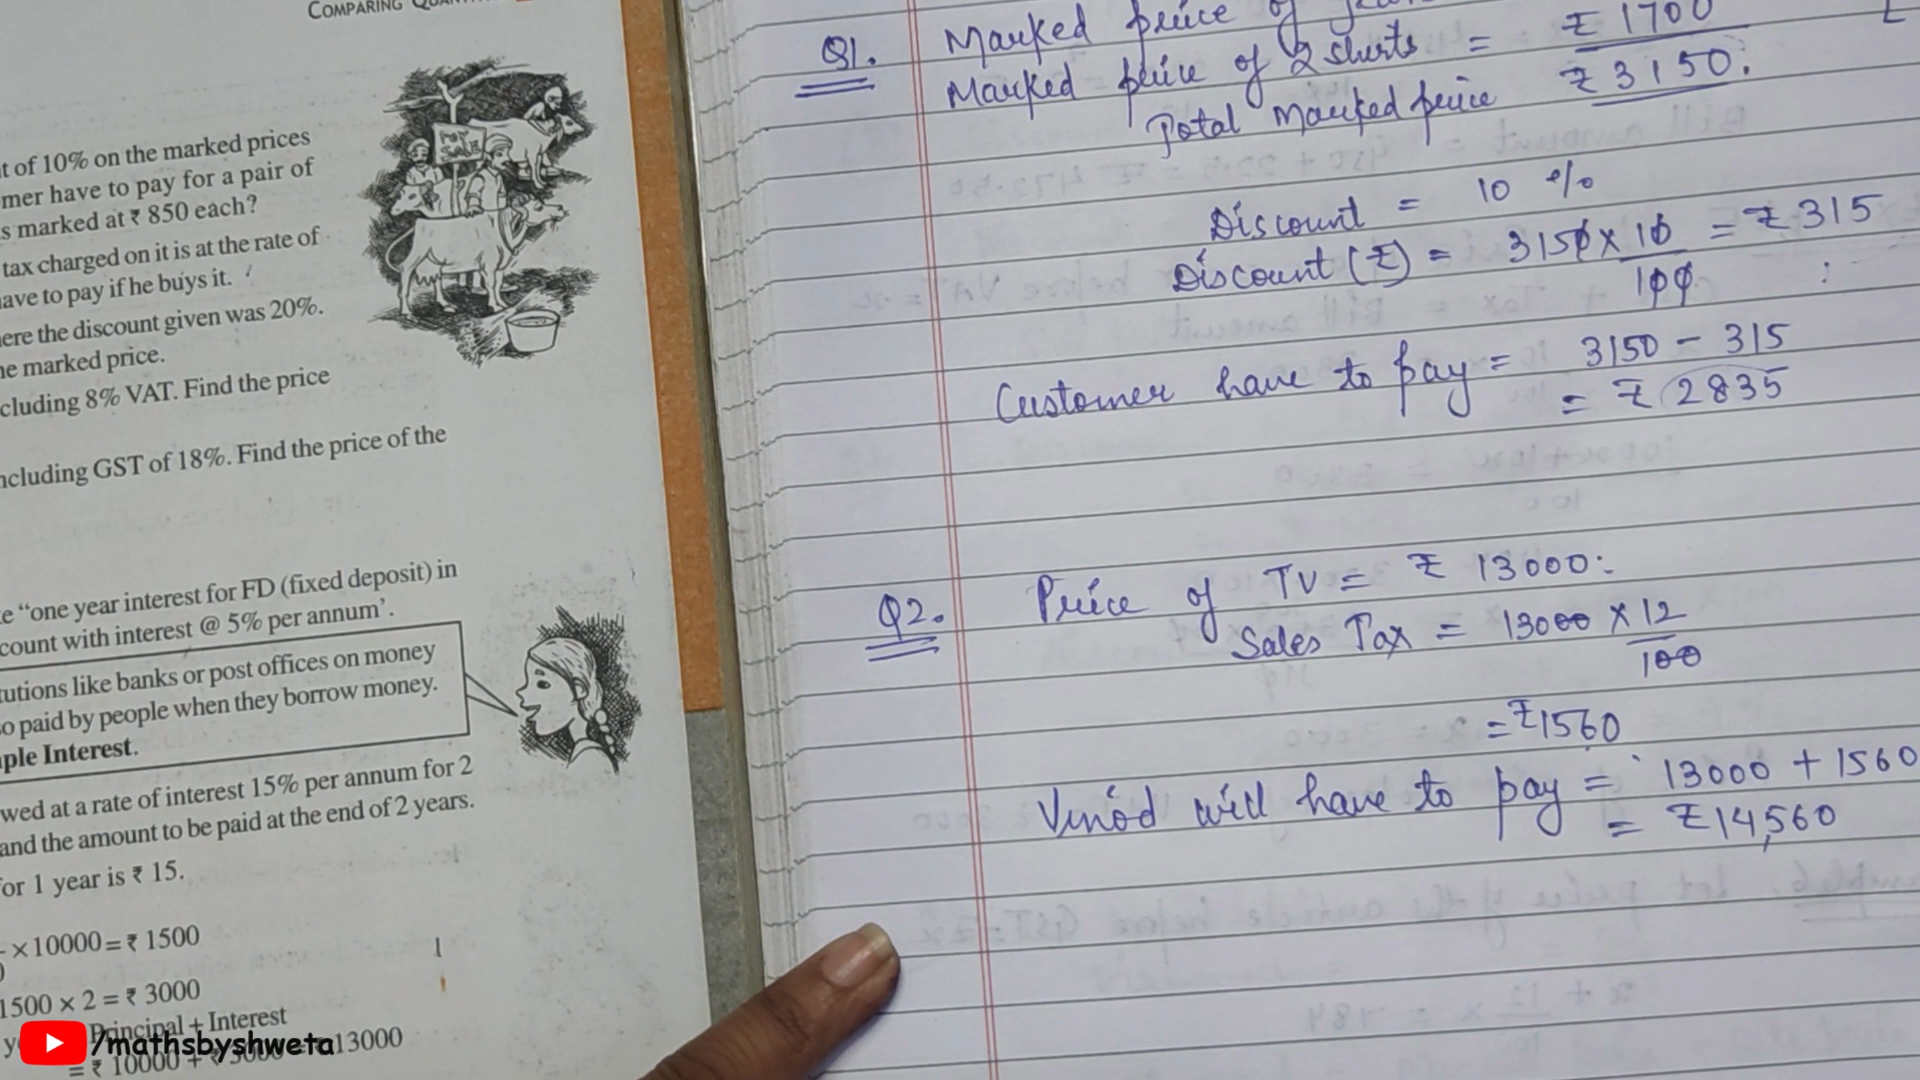 COMPARING
t of 10% on the marked prices
mer have to pay for a pair of
s marked at ₹ 850 each?
tax charged on it is at the rate of
ave to pay if he buys it.
ere the discount given was 20%.
e marked price.
cluding 8% VAT. Find the price
ncluding GST of 18%. Find the price of the
FOR
SALE
e “one year interest for FD (fixed deposit) in
count with interest @ 5% per annum’.
tutions like banks or post offices on money
o paid by people when they borrow money.
ple Interest.
wed at a rate of interest 15% per annum for 2
and the amount to be paid at the end of 2 years.
for 1 year is ₹ 15.
× 10000 = ₹ 1500
1500 × 2 = ₹ 3000
Principal + Interest
= ₹ 10000 + ₹ 3000 = ₹ 13000
/mathsbyshweta
Q1. Marked price of
Marked price of 2 shirts = ₹ 1700
Total Marked price ₹ 3150.
Discount = 10 %
Discount (₹) = 3150 × 10 = ₹ 315
100
Customer have to pay = 3150 - 315
= ₹ 2835
Q2. Price of TV = ₹ 13000:
Sales Tax = 13000 × 12
100
= ₹1560
Vinod will have to pay = 13000 + 1560
= ₹14,560